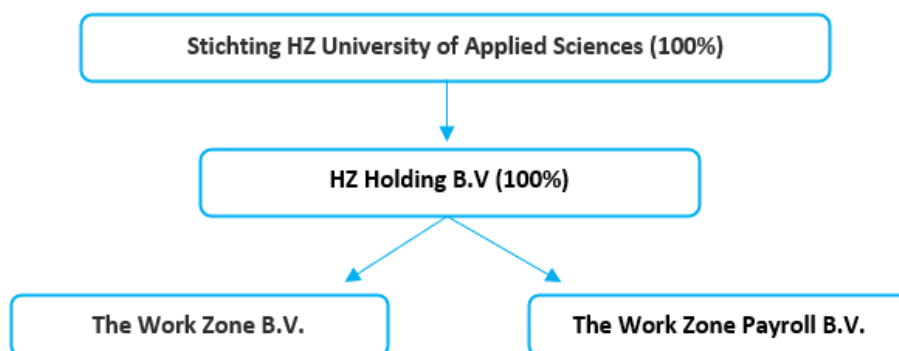 Stichting HZ University of Applied Sciences (100%)
HZ Holding B.V (100%)
The Work Zone B.V.
The Work Zone Payroll B.V.